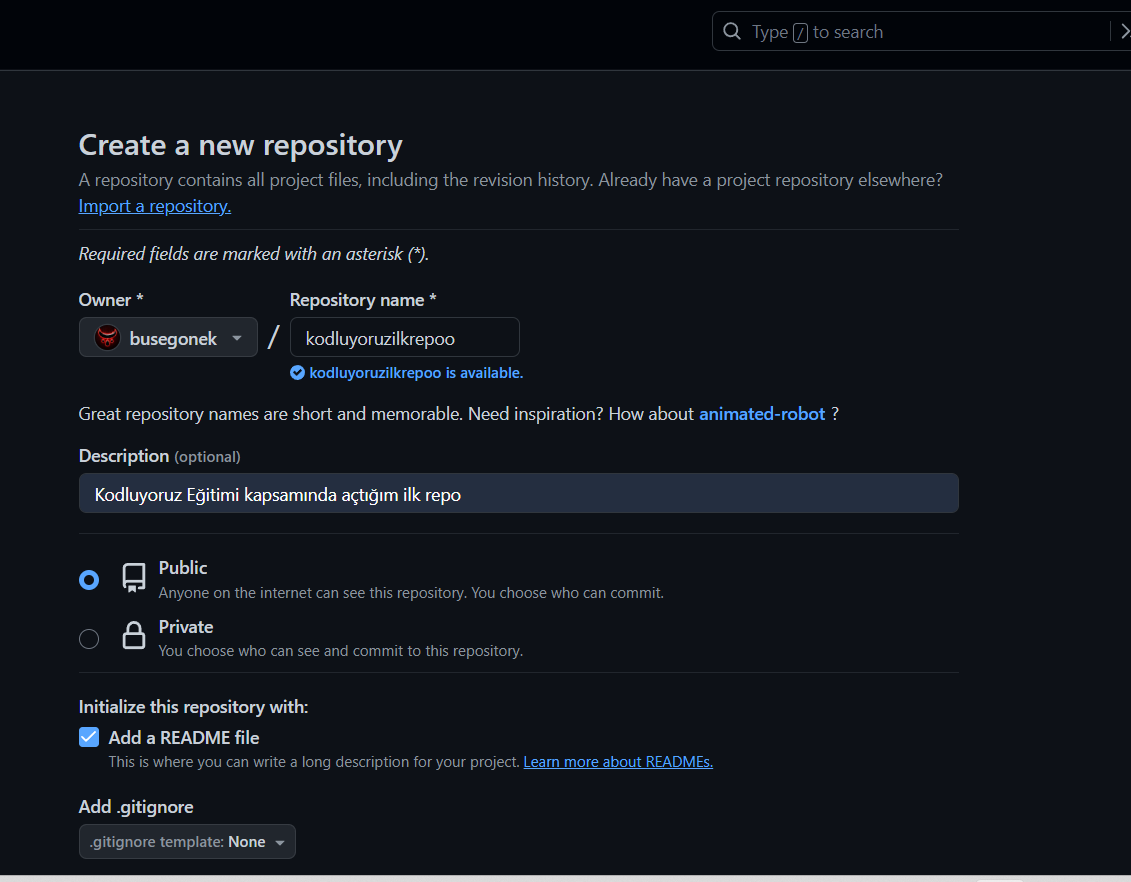 Type / to search
Create a new repository
A repository contains all project files, including the revision history. Already have a project repository elsewhere?
Import a repository.
Required fields are marked with an asterisk (*).
Owner * Repository name *
busegonek / kodluyoruzilkrepoo
kodluyoruzilkrepoo is available.
Great repository names are short and memorable. Need inspiration? How about animated-robot ?
Description (optional)
Kodluyoruz Eğitimi kapsamında açtığım ilk repo
Public
Anyone on the internet can see this repository. You choose who can commit.
Private
You choose who can see and commit to this repository.
Initialize this repository with:
Add a README file
This is where you can write a long description for your project. Learn more about READMEs.
Add .gitignore
.gitignore template: None